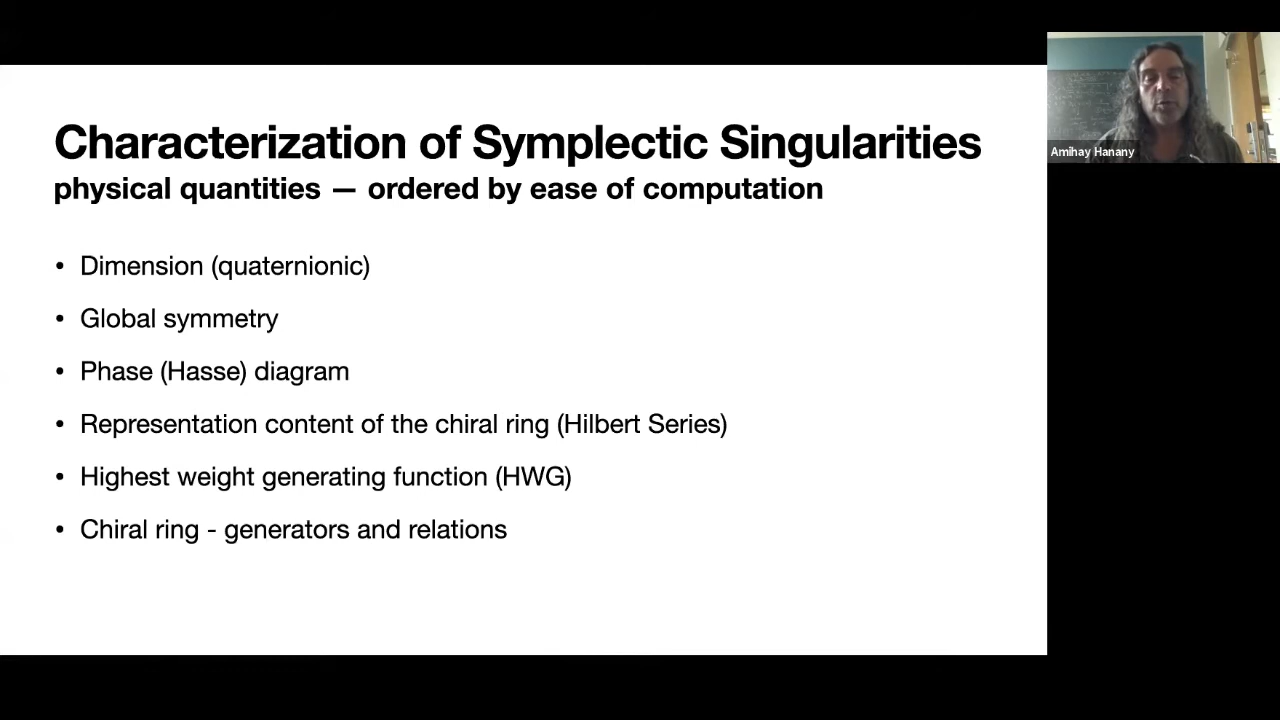 Characterization of Symplectic Singularities
physical quantities — ordered by ease of computation
• Dimension (quaternionic)
• Global symmetry
• Phase (Hasse) diagram
• Representation content of the chiral ring (Hilbert Series)
• Highest weight generating function (HWG)
• Chiral ring - generators and relations
Amihay Hanany